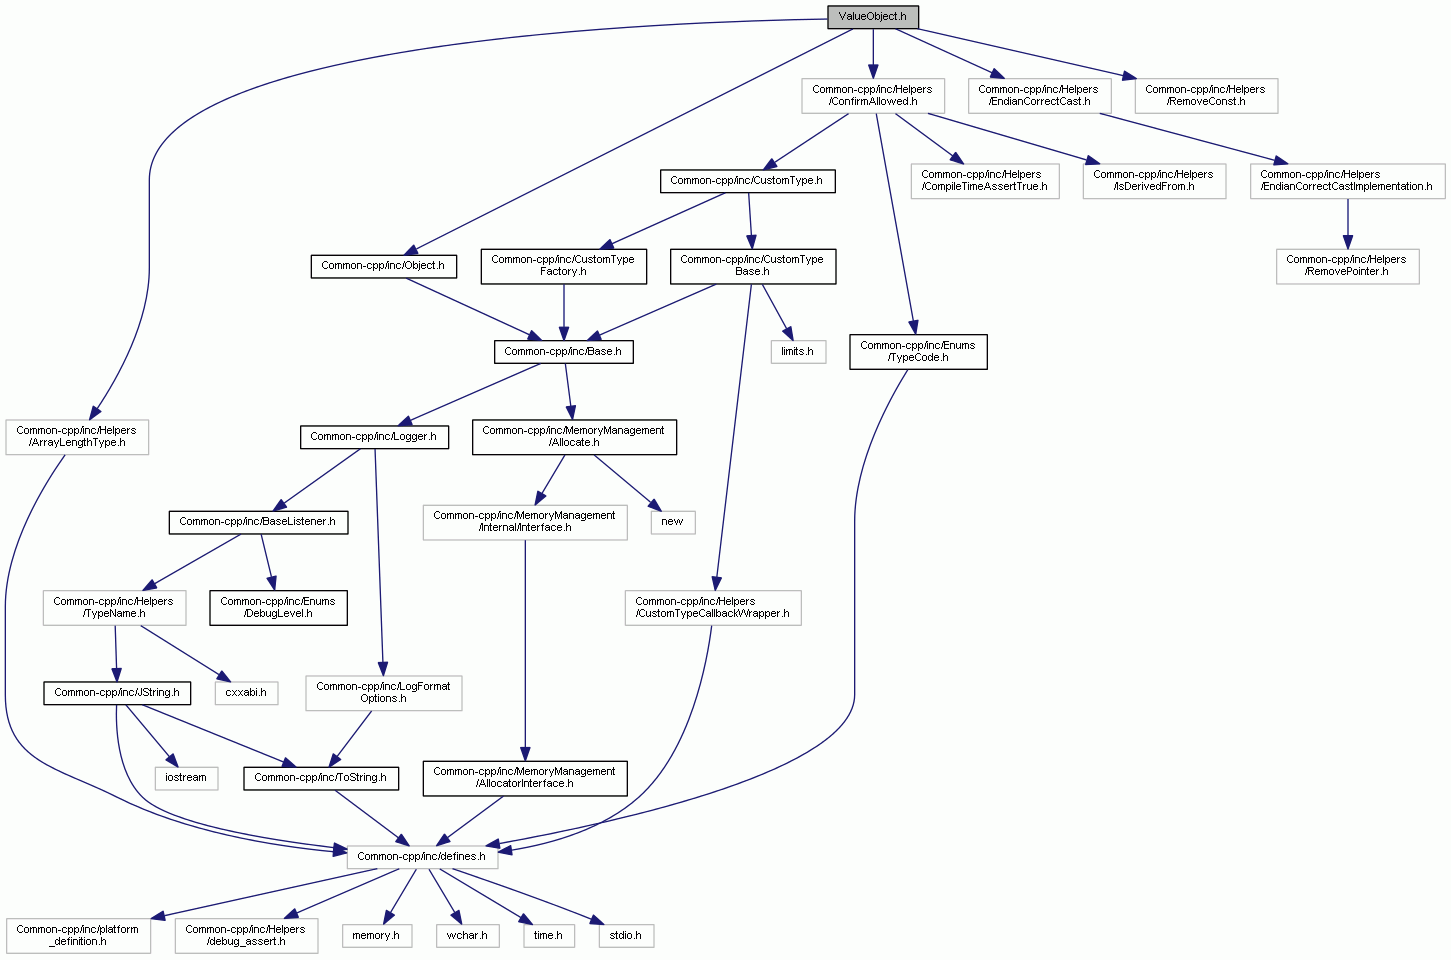 ValueObject.h
Common-cpp/inc/Helpers
/ConfirmAllowed.h
Common-cpp/inc/Helpers
/EndianCorrectCast.h
Common-cpp/inc/Helpers
/RemoveConst.h
Common-cpp/inc/CustomType.h
Common-cpp/inc/Helpers
/CompileTimeAssertTrue.h
Common-cpp/inc/Helpers
/IsDerivedFrom.h
Common-cpp/inc/Helpers
/EndianCorrectCastImplementation.h
Common-cpp/inc/Object.h
Common-cpp/inc/CustomType
Factory.h
Common-cpp/inc/CustomType
Base.h
Common-cpp/inc/Helpers
/RemovePointer.h
Common-cpp/inc/Base.h
limits.h
Common-cpp/inc/Enums
/TypeCode.h
Common-cpp/inc/Helpers
/ArrayLengthType.h
Common-cpp/inc/Logger.h
Common-cpp/inc/MemoryManagement
/Allocate.h
Common-cpp/inc/BaseListener.h
Common-cpp/inc/MemoryManagement
/Internal/Interface.h
new
Common-cpp/inc/Helpers
/TypeName.h
Common-cpp/inc/Enums
/DebugLevel.h
Common-cpp/inc/Helpers
/CustomTypeCallbackWrapper.h
Common-cpp/inc/JString.h
cxxabi.h
Common-cpp/inc/LogFormat
Options.h
iostream
Common-cpp/inc/ToString.h
Common-cpp/inc/MemoryManagement
/AllocatorInterface.h
Common-cpp/inc/defines.h
Common-cpp/inc/platform
_definition.h
Common-cpp/inc/Helpers
/debug_assert.h
memory.h
wchar.h
time.h
stdio.h